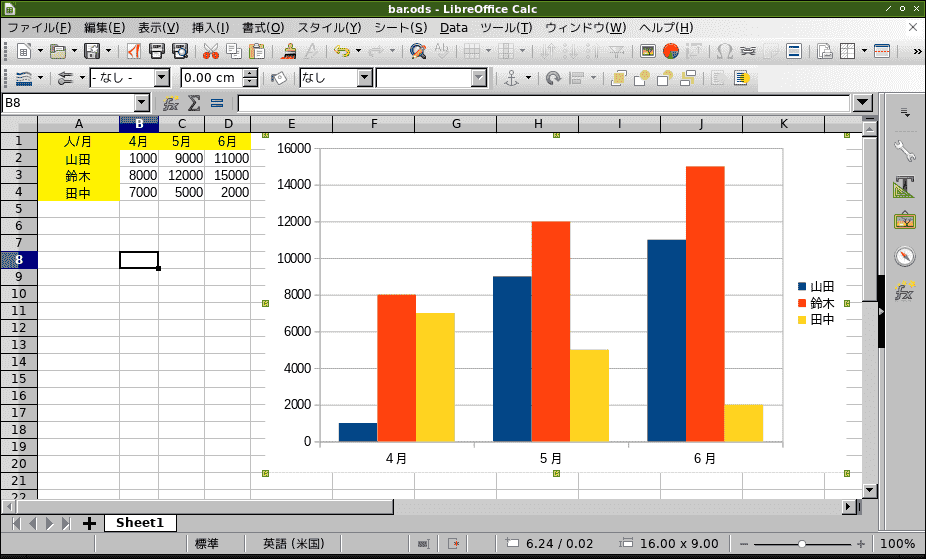 bar.ods - LibreOffice Calc
ファイル(F) 編集(E) 表示(V) 挿入(I) 書式(O) スタイル(Y) シート(S) Data ツール(T) ウィンドウ(W) ヘルプ(H)
- なし - 0.00 cm なし
B8
A B C D E F G H I J K
1 人/月 4月 5月 6月
2 山田 1000 9000 11000
3 鈴木 8000 12000 15000
4 田中 7000 5000 2000
5
6
7
8
9
10
11
12
13
14
15
16
17
18
19
20
21
22
16000
14000
12000
10000
8000
6000
4000
2000
0
4月 5月 6月
山田
鈴木
田中
Sheet1
標準 英語 (米国) 6.24 / 0.02 16.00 x 9.00 100%